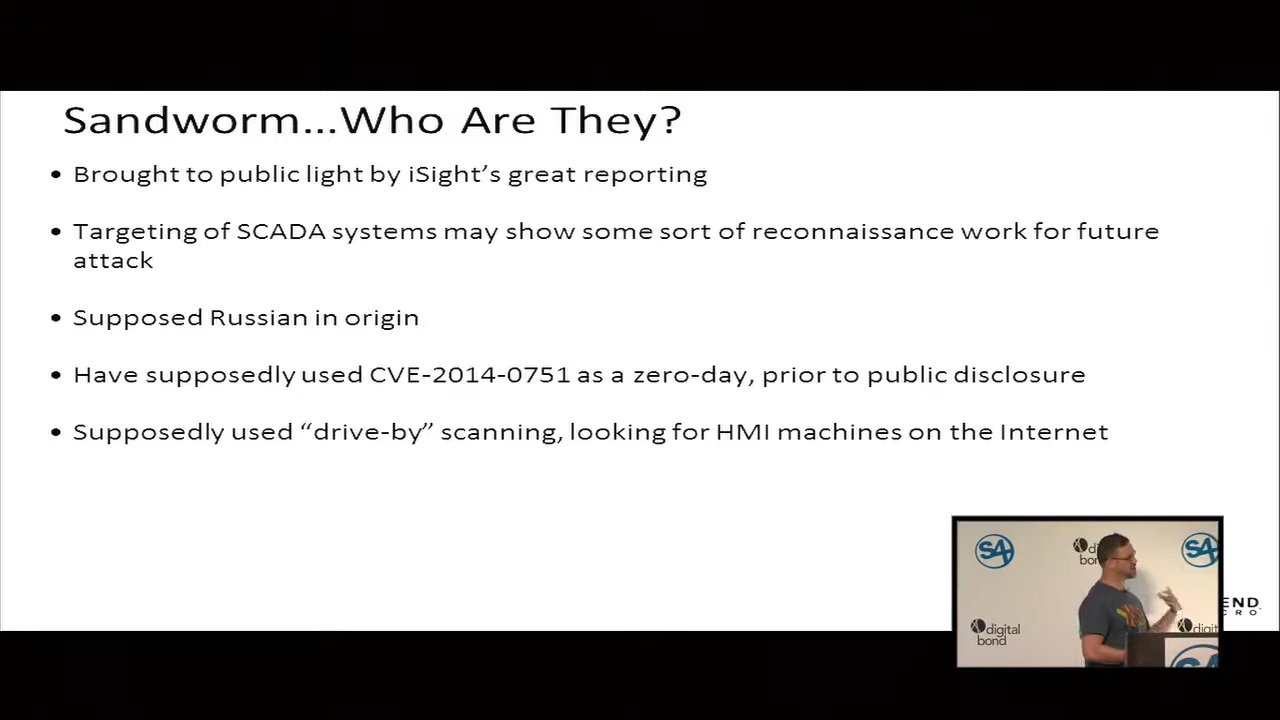 Sandworm...Who Are They?
• Brought to public light by iSight's great reporting
• Targeting of SCADA systems may show some sort of reconnaissance work for future
attack
• Supposed Russian in origin
• Have supposedly used CVE-2014-0751 as a zero-day, prior to public disclosure
• Supposedly used “drive-by” scanning, looking for HMI machines on the Internet
S4
S4
digital
bond
END
CRO